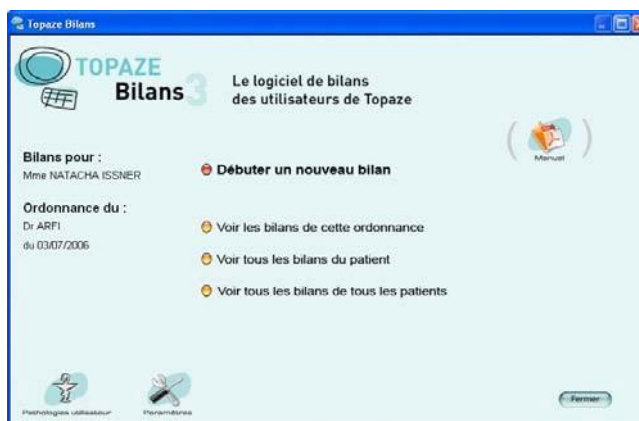 Topaze Bilans
TOPAZE
Bilans 3
Le logiciel de bilans
des utilisateurs de Topaze
Manuel
Bilans pour :
Mme NATACHA ISSNER
Débuter un nouveau bilan
Ordonnance du :
Dr ARFI
du 03/07/2006
Voir les bilans de cette ordonnance
Voir tous les bilans du patient
Voir tous les bilans de tous les patients
Pathologies utilisateur
Paramètres
Fermer